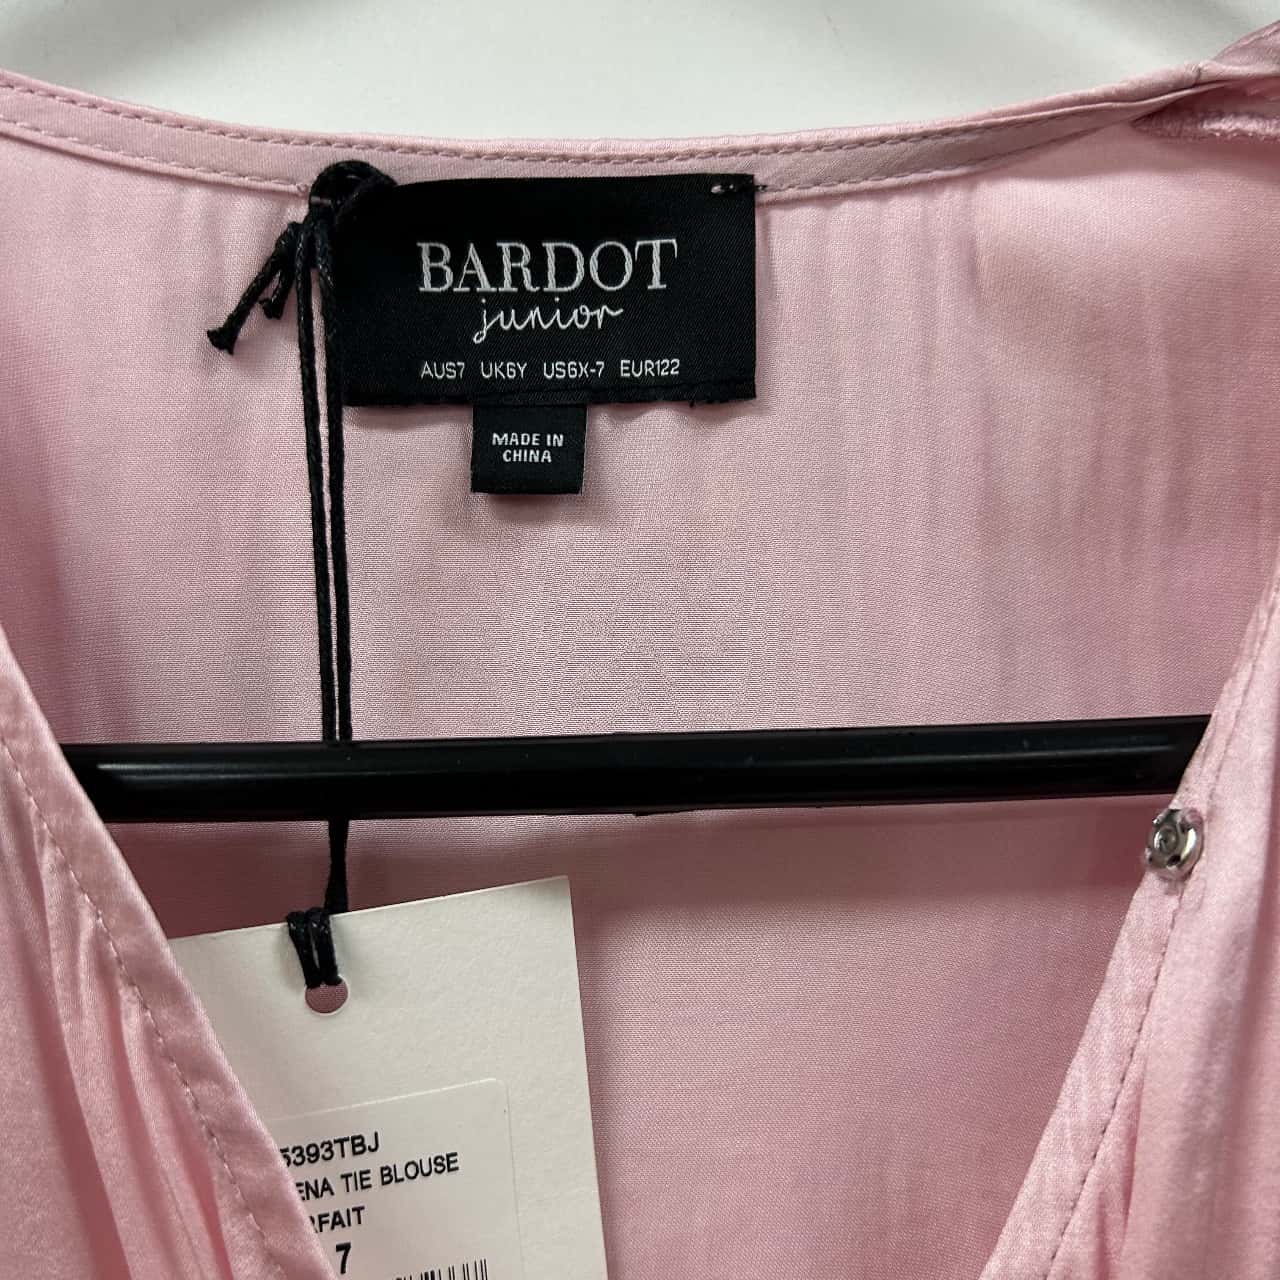 BARDOT
junior
AUS7 UK6Y US6X-7 EUR122
MADE IN
CHINA
5393TBJ
ENA TIE BLOUSE
RFAIT
7